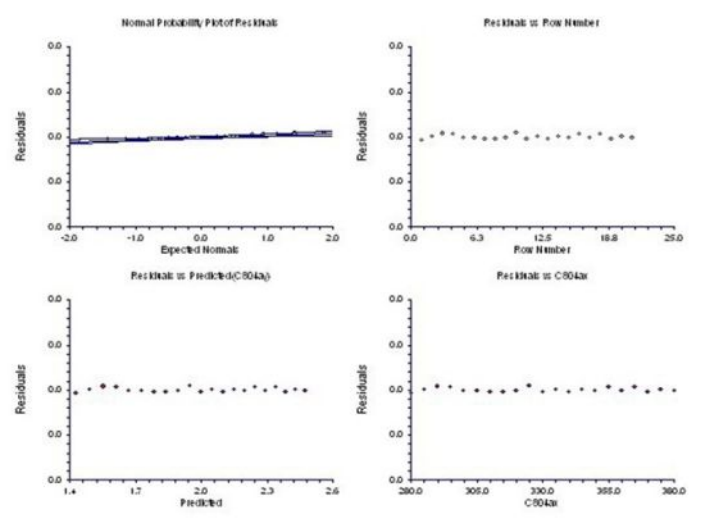 Normal Probability Plot of Residuals
Residuals
0.0
0.0
0.0
0.0
0.0
-2.0 -1.0 0.0 1.0 2.0
Expected Normals
Residuals vs Row Number
Residuals
0.0
0.0
0.0
0.0
0.0
0.0 6.3 12.5 18.8 25.0
Row Number
Residuals vs Predicted
Residuals
0.0
0.0
0.0
0.0
0.0
1.4 1.7 2.0 2.3 2.6
Predicted
Residuals vs C804ax
Residuals
0.0
0.0
0.0
0.0
0.0
280.0 305.0 330.0 355.0 380.0
C804ax